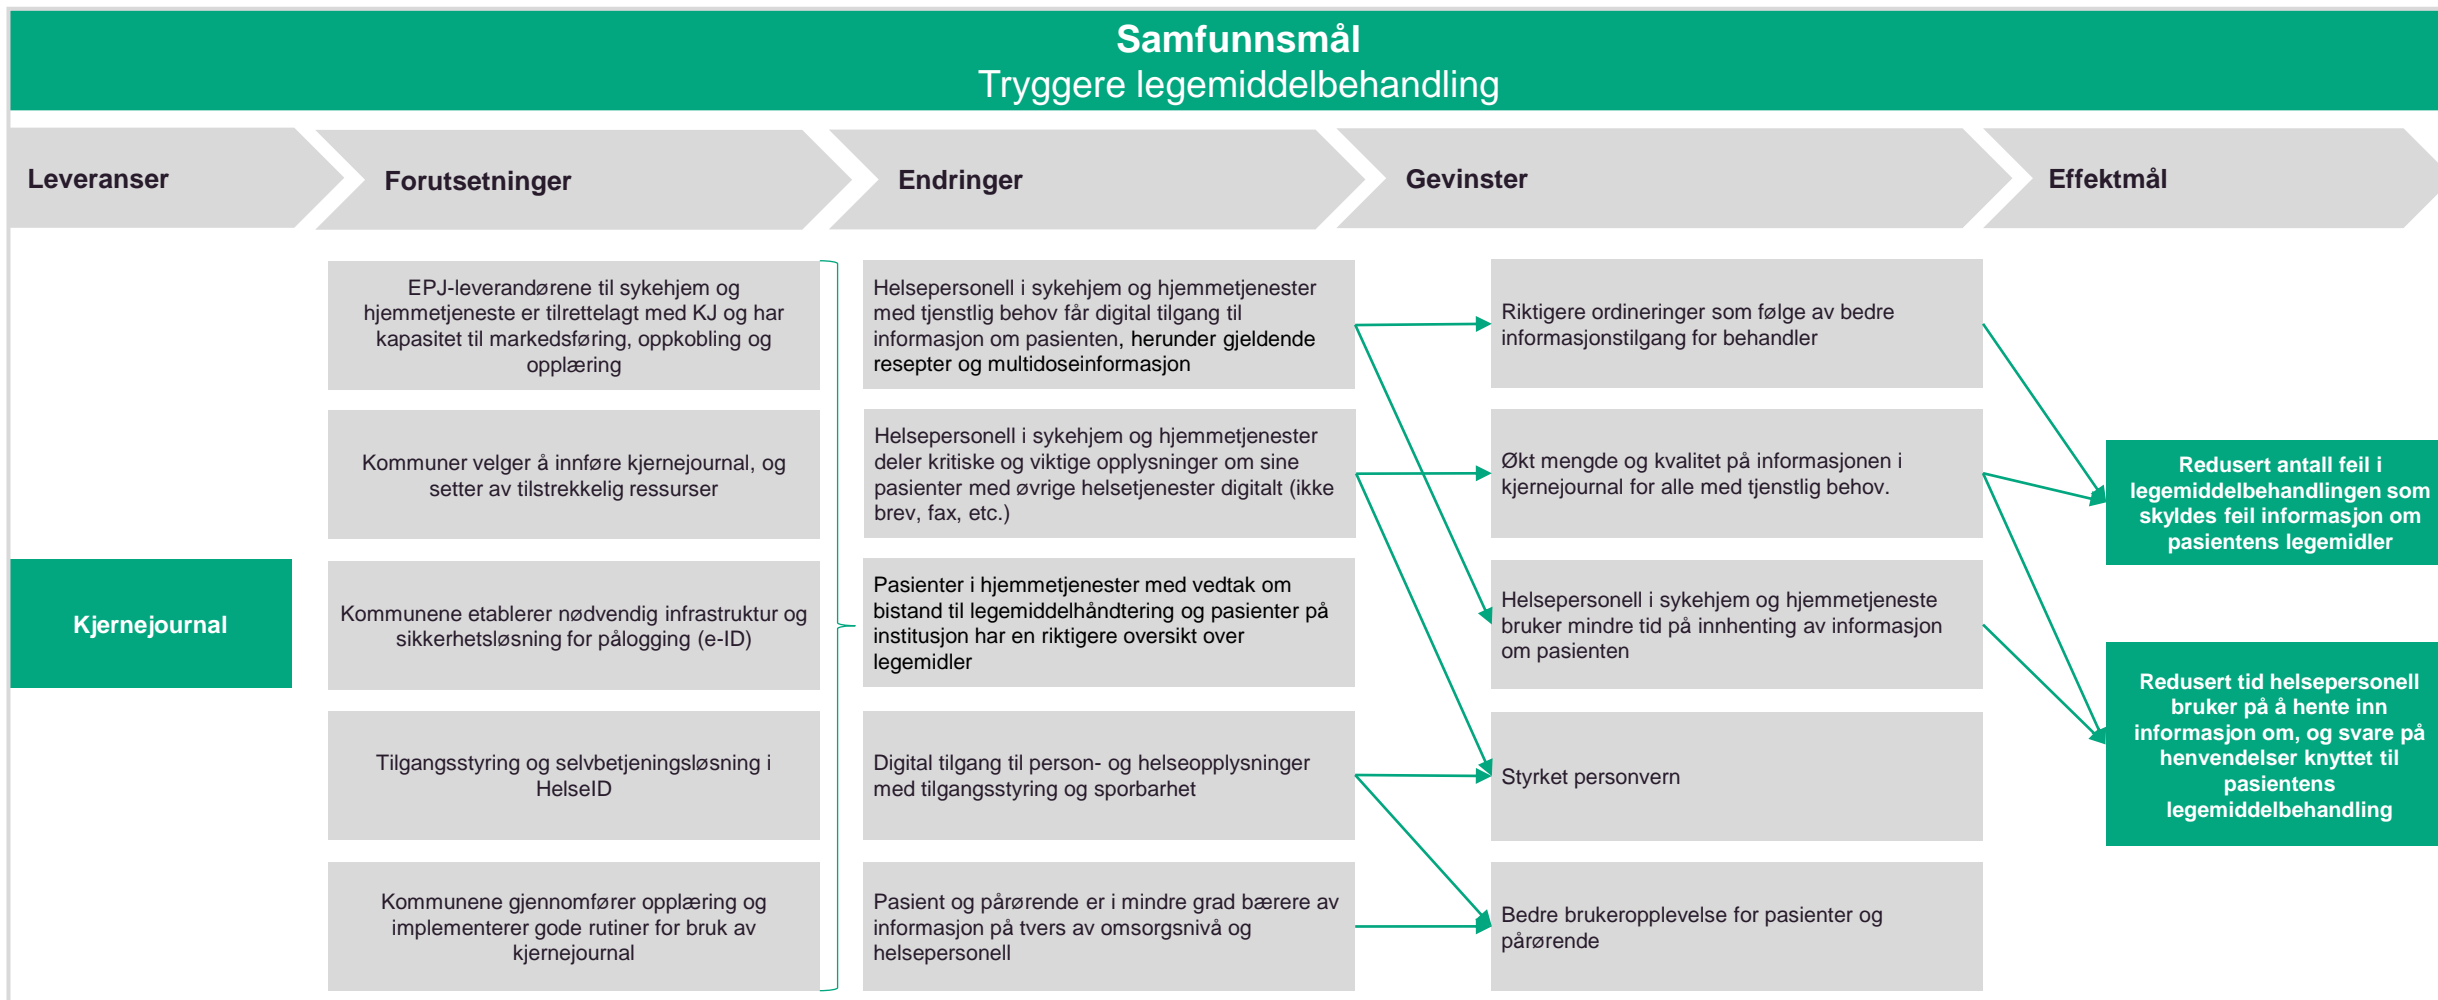 Samfunnsmål
Tryggere legemiddelbehandling
Leveranser
Forutsetninger
Endringer
Gevinster
Effektmål
Kjernejournal
EPJ-leverandørene til sykehjem og
hjemmetjeneste er tilrettelagt med KJ og har
kapasitet til markedsføring, oppkobling og
opplæring
Kommuner velger å innføre kjernejournal, og
setter av tilstrekkelig ressurser
Kommunene etablerer nødvendig infrastruktur og
sikkerhetsløsning for pålogging (e-ID)
Tilgangsstyring og selvbetjeningsløsning i
HelseID
Kommunene gjennomfører opplæring og
implementerer gode rutiner for bruk av
kjernejournal
Helsepersonell i sykehjem og hjemmetjenester
med tjenstlig behov får digital tilgang til
informasjon om pasienten, herunder gjeldende
resepter og multidoseinformasjon
Helsepersonell i sykehjem og hjemmetjenester
deler kritiske og viktige opplysninger om sine
pasienter med øvrige helsetjenester digitalt (ikke
brev, fax, etc.)
Pasienter i hjemmetjenester med vedtak om
bistand til legemiddelhåndtering og pasienter på
institusjon har en riktigere oversikt over
legemidler
Digital tilgang til person- og helseopplysninger
med tilgangsstyring og sporbarhet
Pasient og pårørende er i mindre grad bærere av
informasjon på tvers av omsorgsnivå og
helsepersonell
Riktigere ordineringer som følge av bedre
informasjonstilgang for behandler
Økt mengde og kvalitet på informasjonen i
kjernejournal for alle med tjenstlig behov.
Helsepersonell i sykehjem og hjemmetjeneste
bruker mindre tid på innhenting av informasjon
om pasienten
Styrket personvern
Bedre brukeropplevelse for pasienter og
pårørende
Redusert antall feil i
legemiddelbehandlingen som
skyldes feil informasjon om
pasientens legemidler
Redusert tid helsepersonell
bruker på å hente inn
informasjon om, og svare på
henvendelser knyttet til
pasientens
legemiddelbehandling